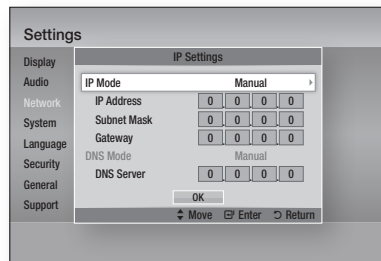 Settings
Display
Audio
Network
System
Language
Security
General
Support
IP Settings
IP Mode Manual
IP Address 0 . 0 . 0 . 0
Subnet Mask 0 . 0 . 0 . 0
Gateway 0 . 0 . 0 . 0
DNS Mode Manual
DNS Server 0 . 0 . 0 . 0
OK
Move Enter Return